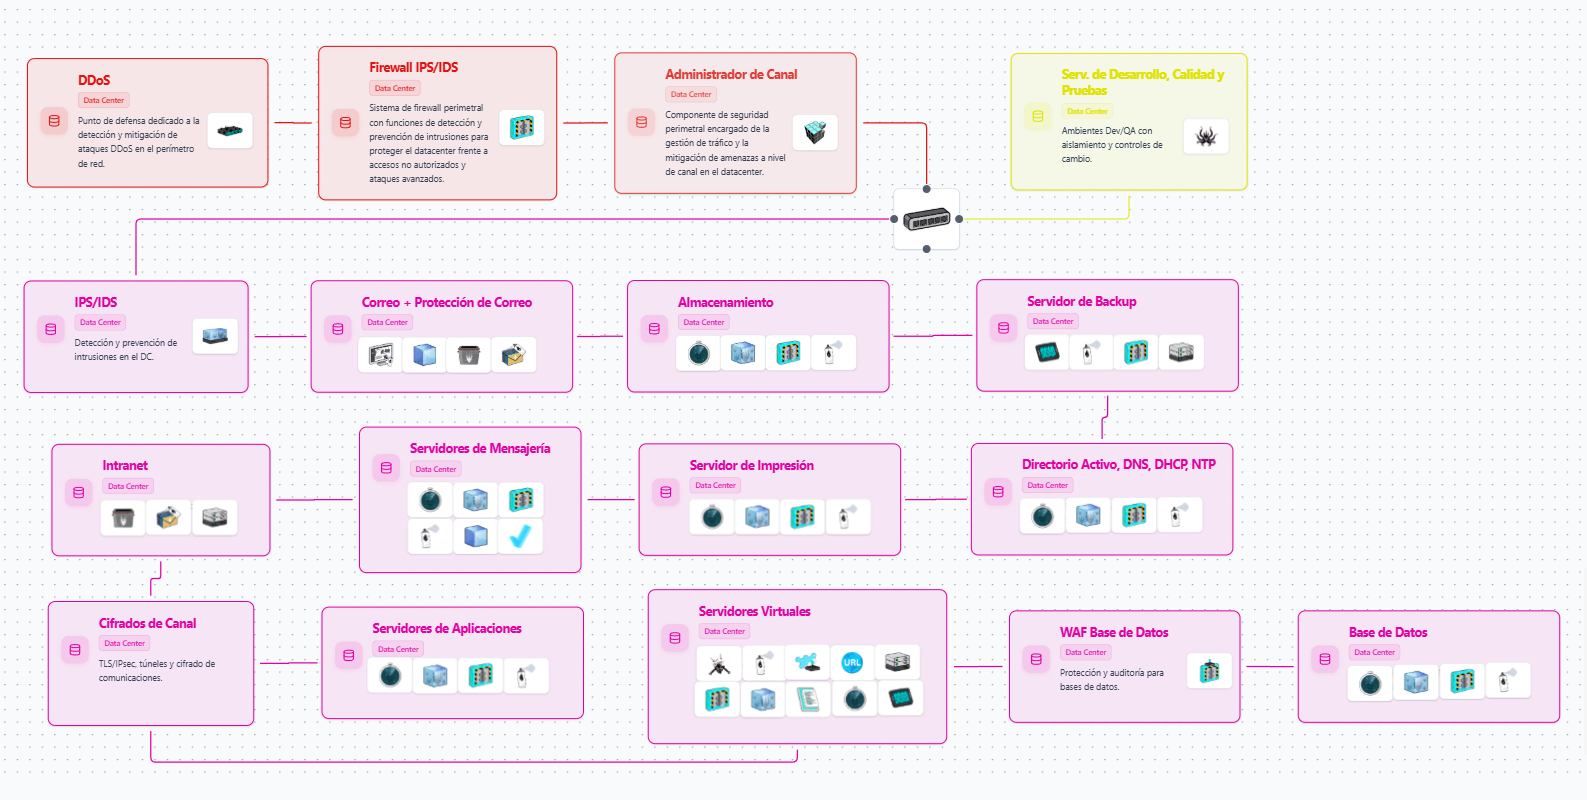 DDoS
Data Center
Punto de defensa dedicado a la
detección y mitigación de
ataques DDoS en el perímetro
de red.
Firewall IPS/IDS
Data Center
Sistema de firewall perimetral
con funciones de detección y
prevención de intrusiones para
proteger el datacenter frente a
accesos no autorizados y
ataques avanzados.
Administrador de Canal
Data Center
Componente de seguridad
perimetral encargado de la
gestión de tráfico y la
mitigación de amenazas a nivel
de canal en el datacenter.
Serv. de Desarrollo, Calidad y
Pruebas
Data Center
Ambientes Dev/QA con
aislamiento y controles de
cambio.
IPS/IDS
Data Center
Detección y prevención de
intrusiones en el DC.
Correo + Protección de Correo
Data Center
Almacenamiento
Data Center
Servidor de Backup
Data Center
Intranet
Data Center
Servidores de Mensajería
Data Center
Servidor de Impresión
Data Center
Directorio Activo, DNS, DHCP, NTP
Data Center
Cifrados de Canal
Data Center
TLS/IPsec, túneles y cifrado de
comunicaciones.
Servidores de Aplicaciones
Data Center
Servidores Virtuales
Data Center
URL
WAF Base de Datos
Data Center
Protección y auditoría para
bases de datos.
Base de Datos
Data Center